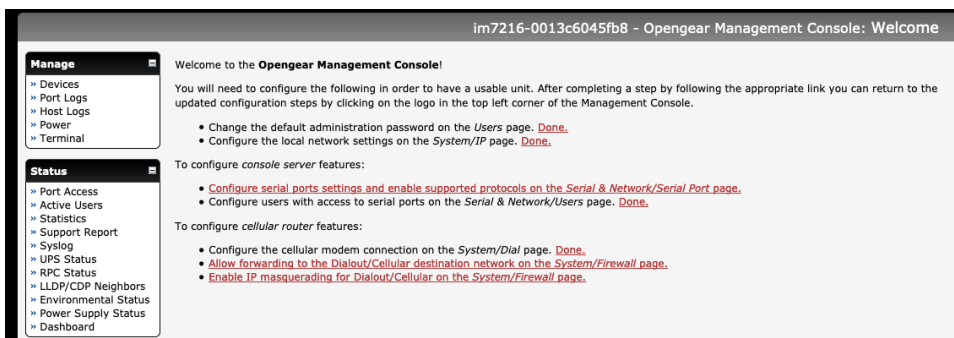 im7216-0013c6045fb8 - Opengear Management Console: Welcome
Manage
» Devices
» Port Logs
» Host Logs
» Power
» Terminal
Status
» Port Access
» Active Users
» Statistics
» Support Report
» Syslog
» UPS Status
» RPC Status
» LLDP/CDP Neighbors
» Environmental Status
» Power Supply Status
» Dashboard
Welcome to the Opengear Management Console!
You will need to configure the following in order to have a usable unit. After completing a step by following the appropriate link you can return to the
updated configuration steps by clicking on the logo in the top left corner of the Management Console.
• Change the default administration password on the Users page. Done.
• Configure the local network settings on the System/IP page. Done.
To configure console server features:
• Configure serial ports settings and enable supported protocols on the Serial & Network/Serial Port page.
• Configure users with access to serial ports on the Serial & Network/Users page. Done.
To configure cellular router features:
• Configure the cellular modem connection on the System/Dial page. Done.
• Allow forwarding to the Dialout/Cellular destination network on the System/Firewall page.
• Enable IP masquerading for Dialout/Cellular on the System/Firewall page.